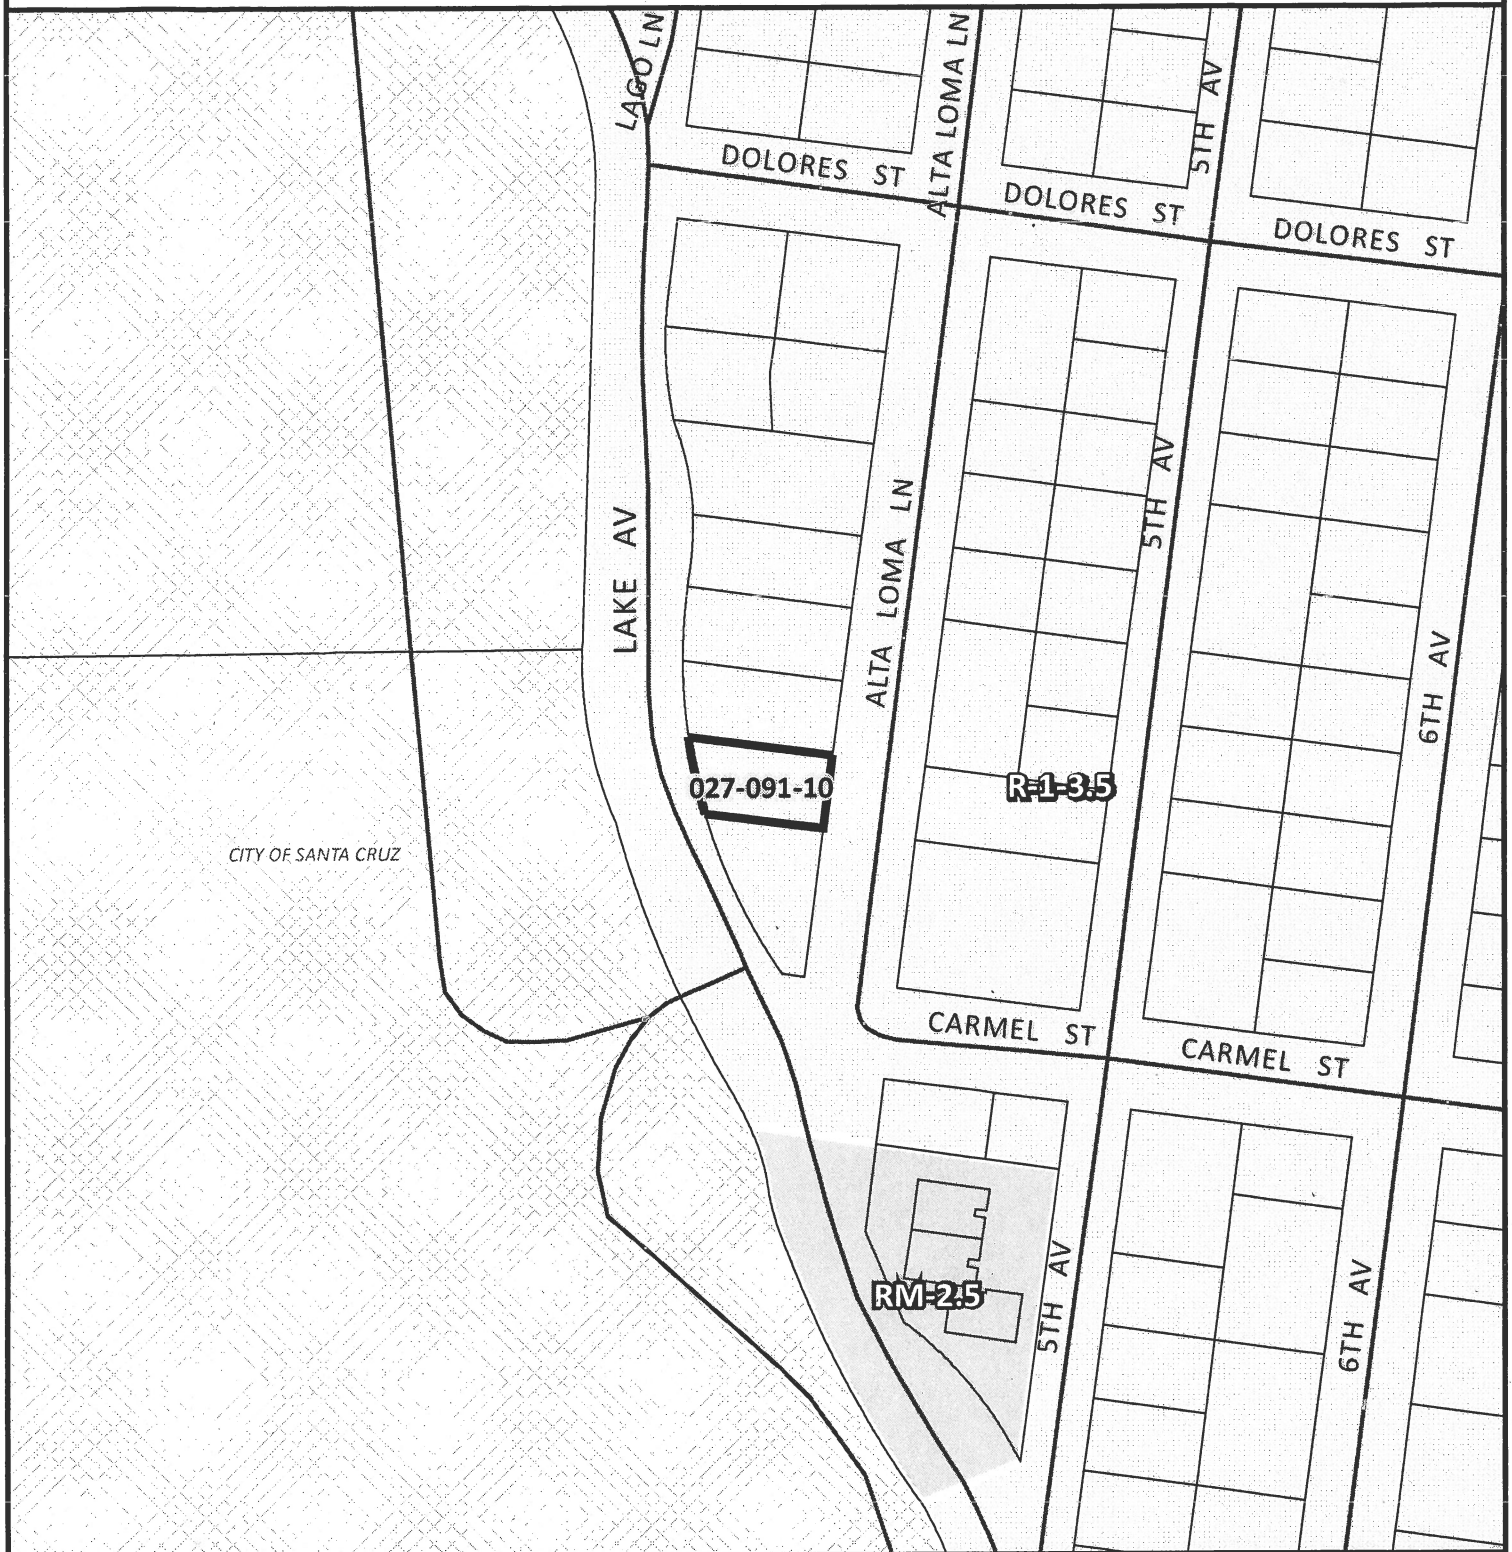 LAGO LN
ALTA LOMA LN
5TH AV
DOLORES ST
DOLORES ST
DOLORES ST
LAKE AV
ALTA LOMA LN
5TH AV
6TH AV
027-091-10
R-1-3.5
CITY OF SANTA CRUZ
CARMEL ST
CARMEL ST
RM-2.5
5TH AV
6TH AV